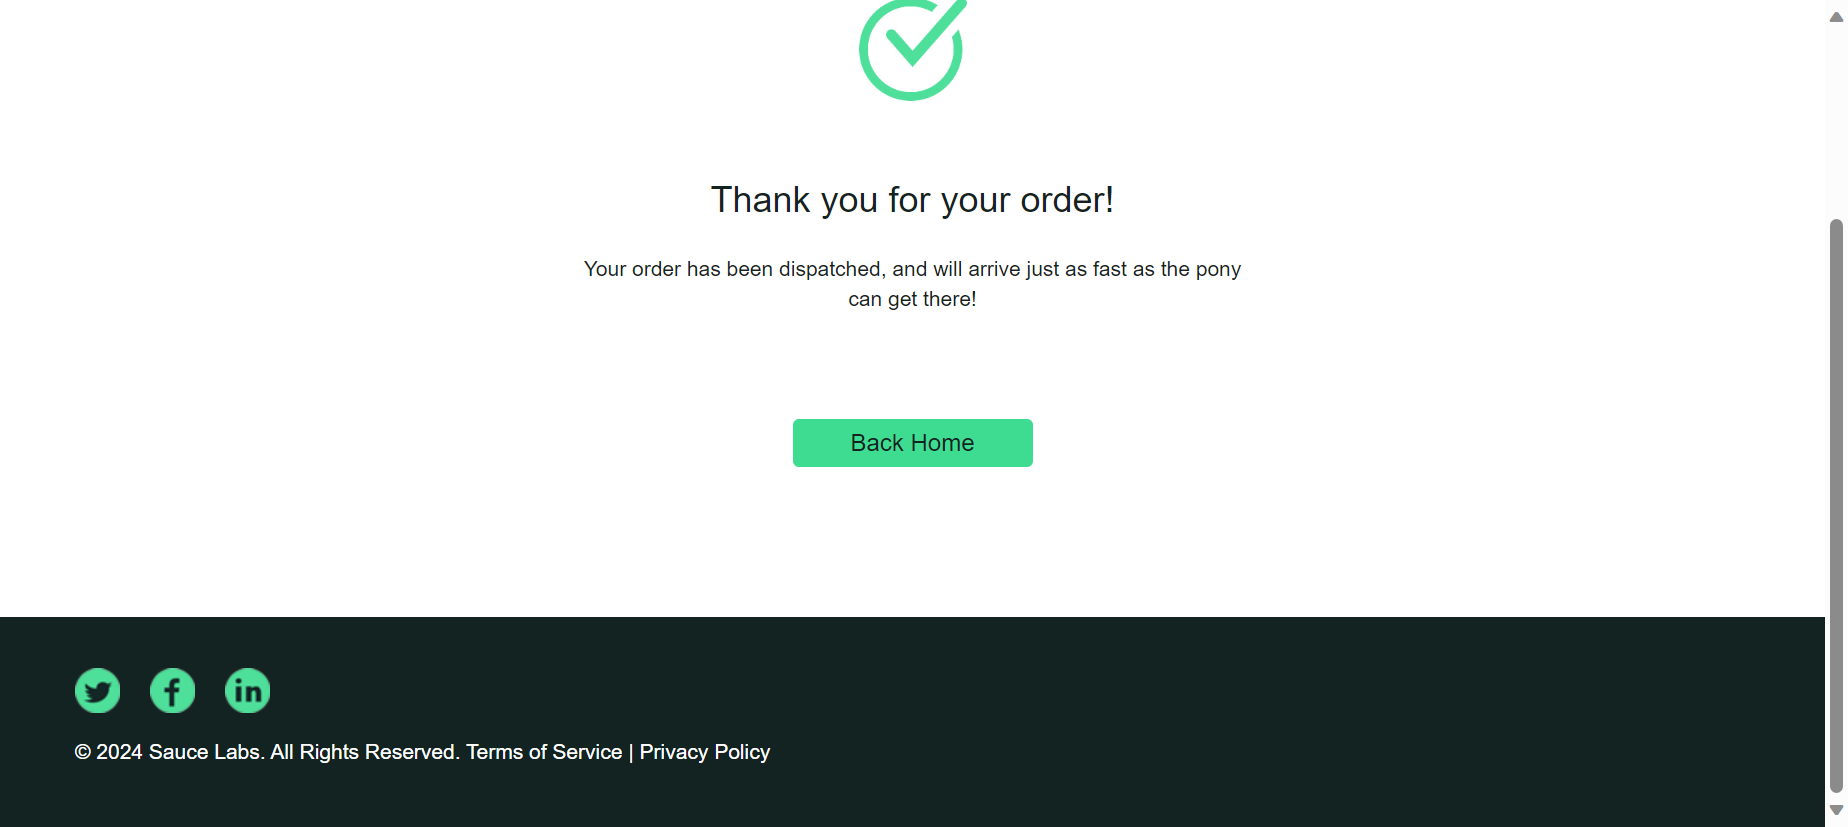 Thank you for your order!
Your order has been dispatched, and will arrive just as fast as the pony
can get there!
Back Home
© 2024 Sauce Labs. All Rights Reserved. Terms of Service | Privacy Policy